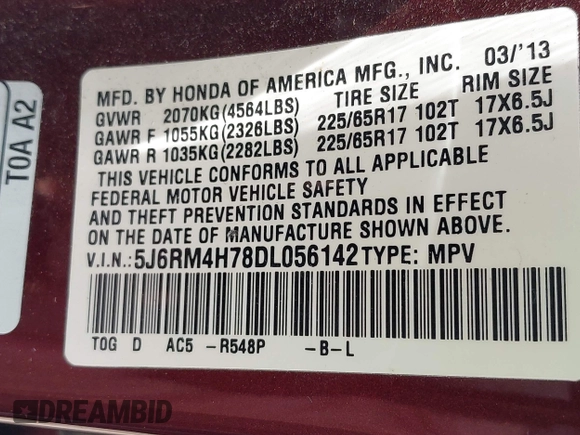 MFD. BY HONDA OF AMERICA MFG., INC. 03/'13
GVWR 2070KG(4564LBS) TIRE SIZE RIM SIZE
GAWR F 1055KG(2326LBS) 225/65R17 102T 17X6.5J
GAWR R 1035KG(2282LBS) 225/65R17 102T 17X6.5J
THIS VEHICLE CONFORMS TO ALL APPLICABLE
FEDERAL MOTOR VEHICLE SAFETY
AND THEFT PREVENTION STANDARDS IN EFFECT
ON THE DATE OF MANUFACTURE SHOWN ABOVE.
V.I.N.:5J6RM4H78DL056142 TYPE: MPV
TOG D AC5 -R548P -B-L
TOA A2
DREAMBID